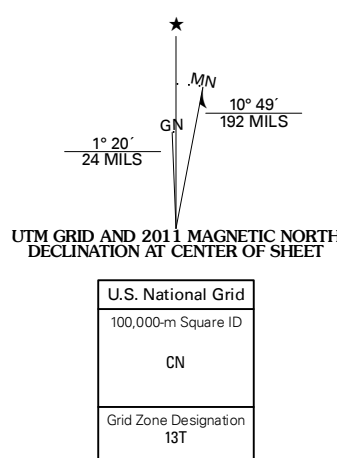 ★
MN
GN
10° 49´
192 MILS
1° 20´
24 MILS
UTM GRID AND 2011 MAGNETIC NORTH
DECLINATION AT CENTER OF SHEET
U.S. National Grid
100,000-m Square ID
CN
Grid Zone Designation
13T